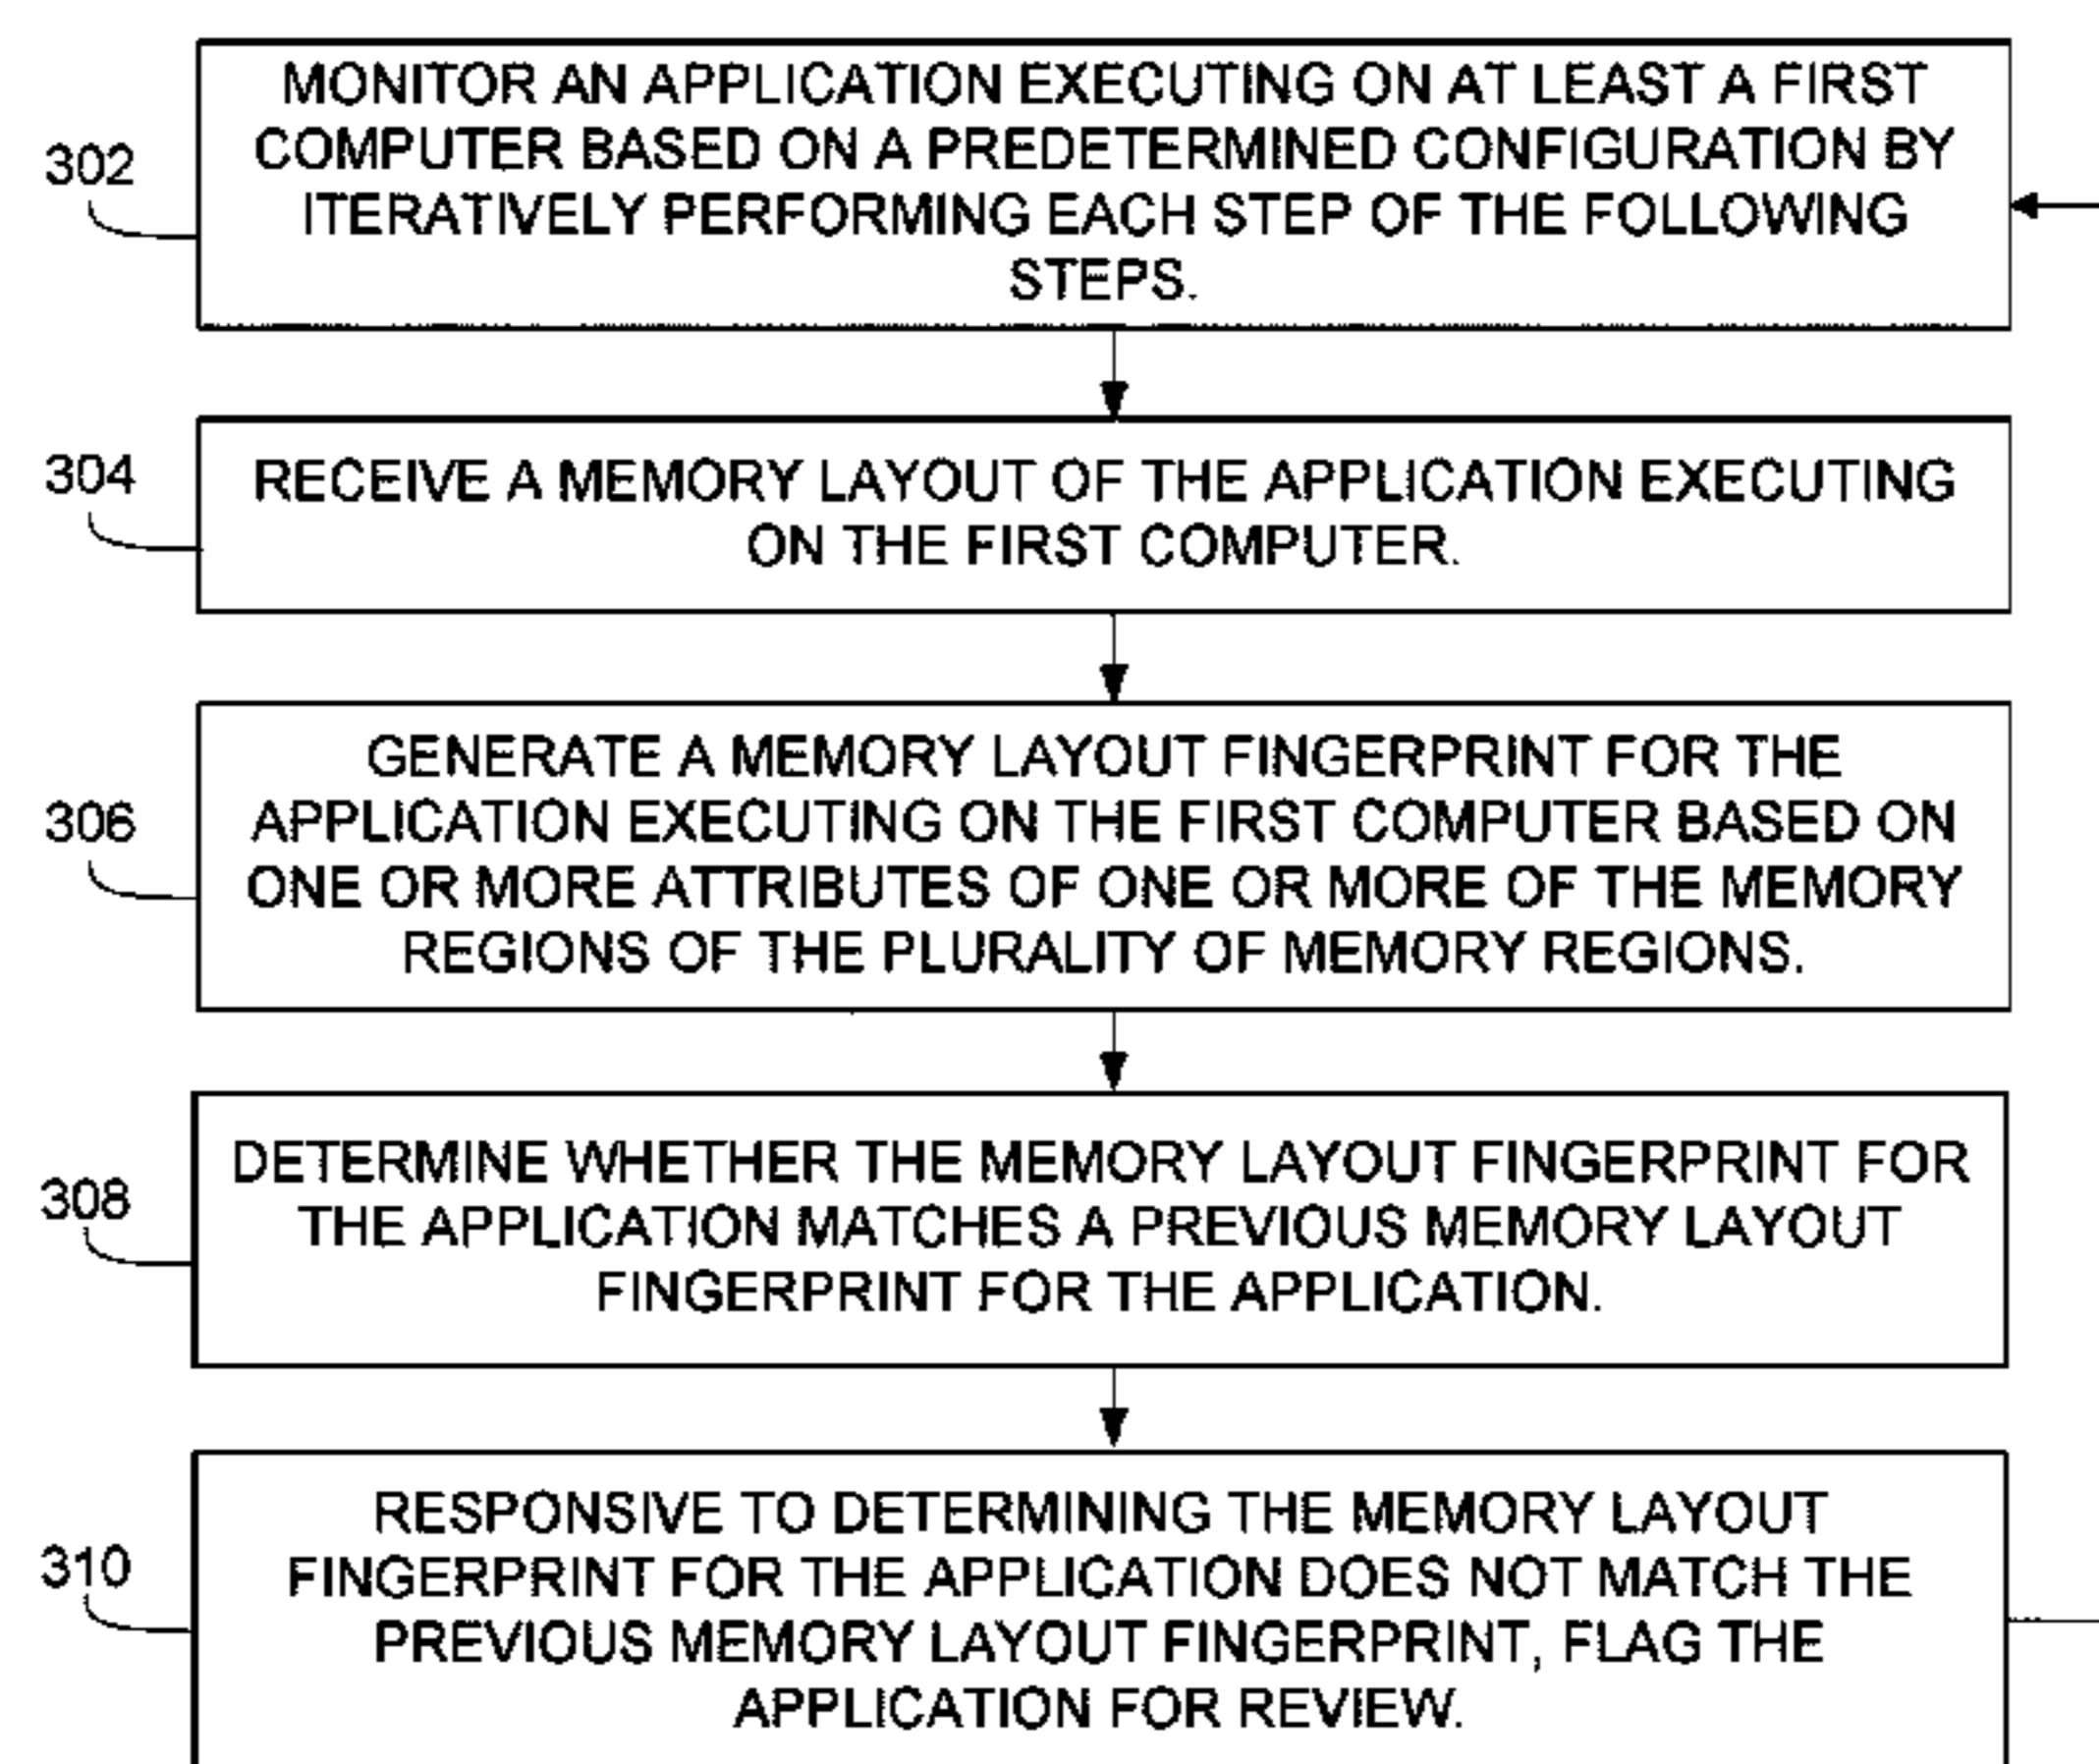 302
MONITOR AN APPLICATION EXECUTING ON AT LEAST A FIRST
COMPUTER BASED ON A PREDETERMINED CONFIGURATION BY
ITERATIVELY PERFORMING EACH STEP OF THE FOLLOWING
STEPS.
304
RECEIVE A MEMORY LAYOUT OF THE APPLICATION EXECUTING
ON THE FIRST COMPUTER.
306
GENERATE A MEMORY LAYOUT FINGERPRINT FOR THE
APPLICATION EXECUTING ON THE FIRST COMPUTER BASED ON
ONE OR MORE ATTRIBUTES OF ONE OR MORE OF THE MEMORY
REGIONS OF THE PLURALITY OF MEMORY REGIONS.
308
DETERMINE WHETHER THE MEMORY LAYOUT FINGERPRINT FOR
THE APPLICATION MATCHES A PREVIOUS MEMORY LAYOUT
FINGERPRINT FOR THE APPLICATION.
310
RESPONSIVE TO DETERMINING THE MEMORY LAYOUT
FINGERPRINT FOR THE APPLICATION DOES NOT MATCH THE
PREVIOUS MEMORY LAYOUT FINGERPRINT, FLAG THE
APPLICATION FOR REVIEW.